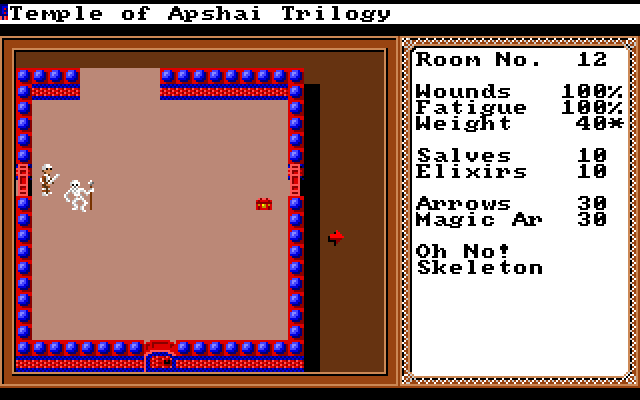 Temple of Apshai Trilogy
Room No. 12
Wounds 100%
Fatigue 100%
Weight 40*
Salves 10
Elixirs 10
Arrows 30
Magic Ar 30
Oh No!
Skeleton